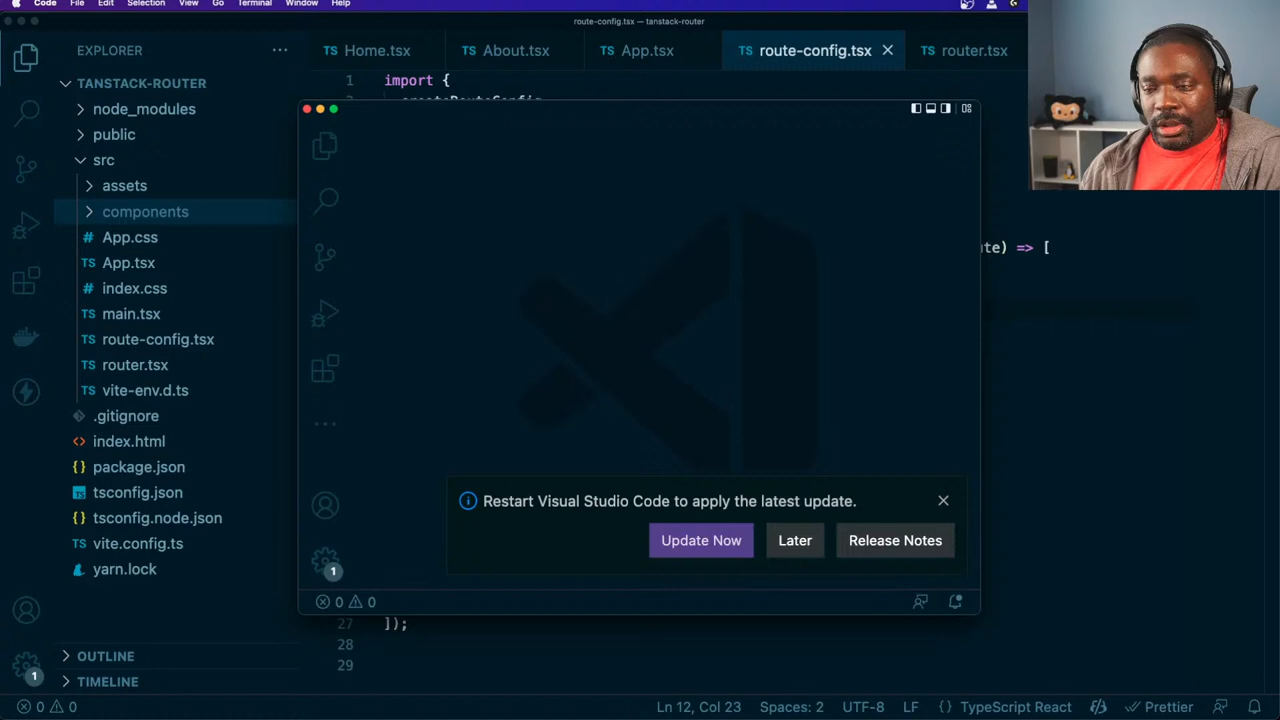 Code File Edit Selection View Go Terminal Window Help
route-config.tsx — tanstack-router
EXPLORER
Home.tsx
About.tsx
App.tsx
route-config.tsx
router.tsx
TANSTACK-ROUTER
node_modules
public
src
assets
components
App.css
App.tsx
index.css
main.tsx
route-config.tsx
router.tsx
vite-env.d.ts
.gitignore
index.html
package.json
tsconfig.json
tsconfig.node.json
vite.config.ts
yarn.lock
OUTLINE
TIMELINE
1
1 import {
) => [
27 ]);
28
29
Restart Visual Studio Code to apply the latest update.
Update Now Later Release Notes
1
0 0
0 0
Ln 12, Col 23 Spaces: 2 UTF-8 LF {} TypeScript React Prettier